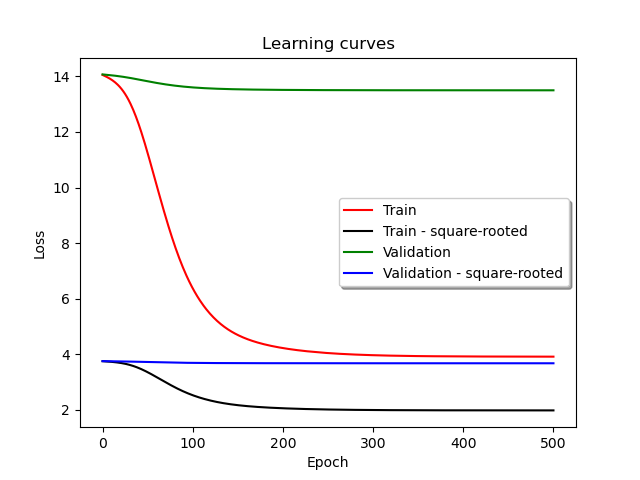 Learning curves
Loss
14
12
10
8
6
4
2
Train
Train - square-rooted
Validation
Validation - square-rooted
0 100 200 300 400 500
Epoch